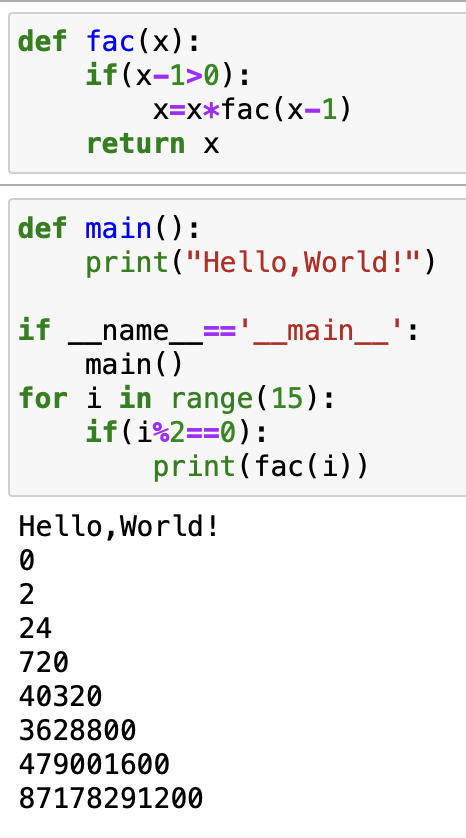 def fac(x):
    if(x-1>0):
        x=x*fac(x-1)
    return x
def main():
    print("Hello,World!")

if __name__=='__main__':
    main()
for i in range(15):
    if(i%2==0):
        print(fac(i))
Hello,World!
0
2
24
720
40320
3628800
479001600
87178291200